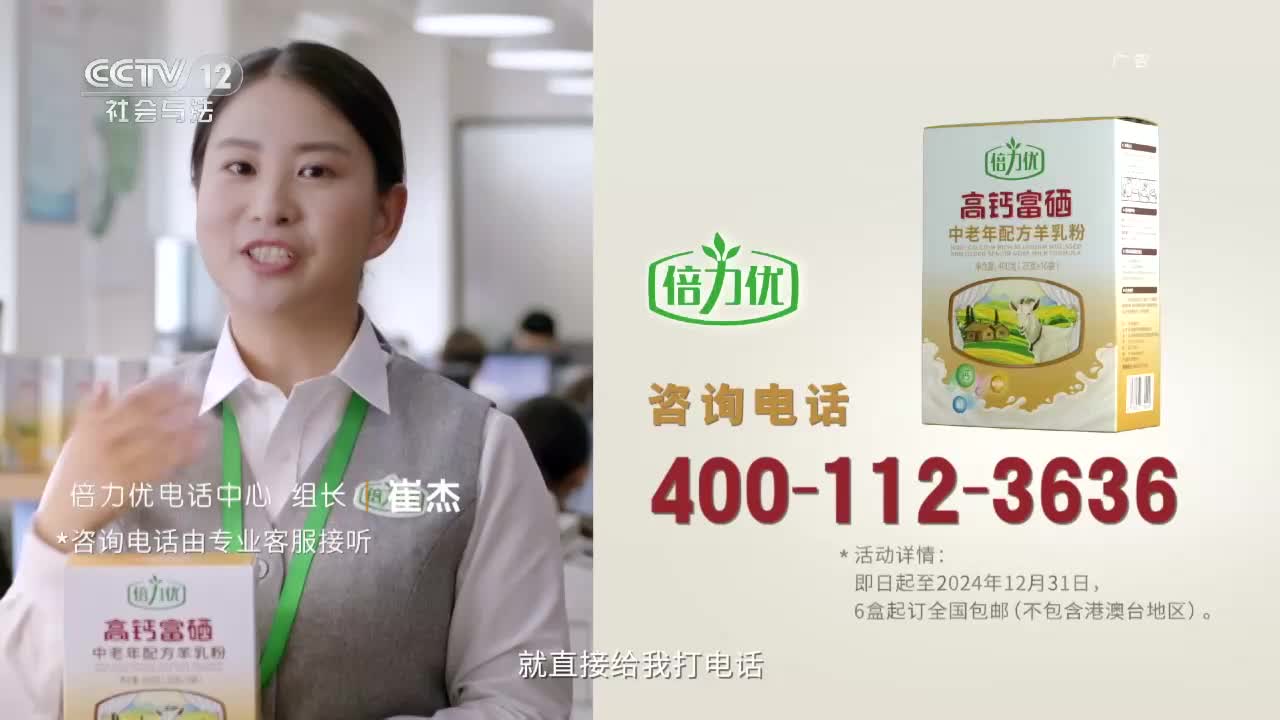 CCTV 12
社会与法
广告
倍力优
高钙富硒
中老年配方羊乳粉
倍力优
咨询电话
400-112-3636
倍力优电话中心 组长 崔杰
*咨询电话由专业客服接听
*活动详情：
即日起至2024年12月31日，
6盒起订全国包邮（不包含港澳台地区）。
倍力优
高钙富硒
中老年配方羊乳粉
就直接给我打电话